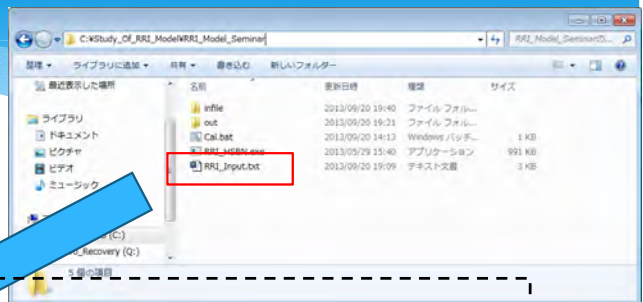 C:¥Study_Of_RRI_Model¥RRI_Model_Seminar
RRI_Model_Seminarの...
整理 ライブラリに追加 共有 書き込む 新しいフォルダー
最近表示した場所
ライブラリ
ドキュメント
ピクチャ
ビデオ
ミュージック
(C:)
_Recovery (Q:)
名前 更新日時 種類 サイズ
infile 2013/09/20 19:40 ファイル フォル...
out 2013/09/20 19:21 ファイル フォル...
Cal.bat 2013/09/20 14:13 Windows バッチ... 1 KB
RRI_HSBN.exe 2013/05/29 15:40 アプリケーション 991 KB
RRI_Input.txt 2013/09/20 19:09 テキスト文書 3 KB
5 個の項目